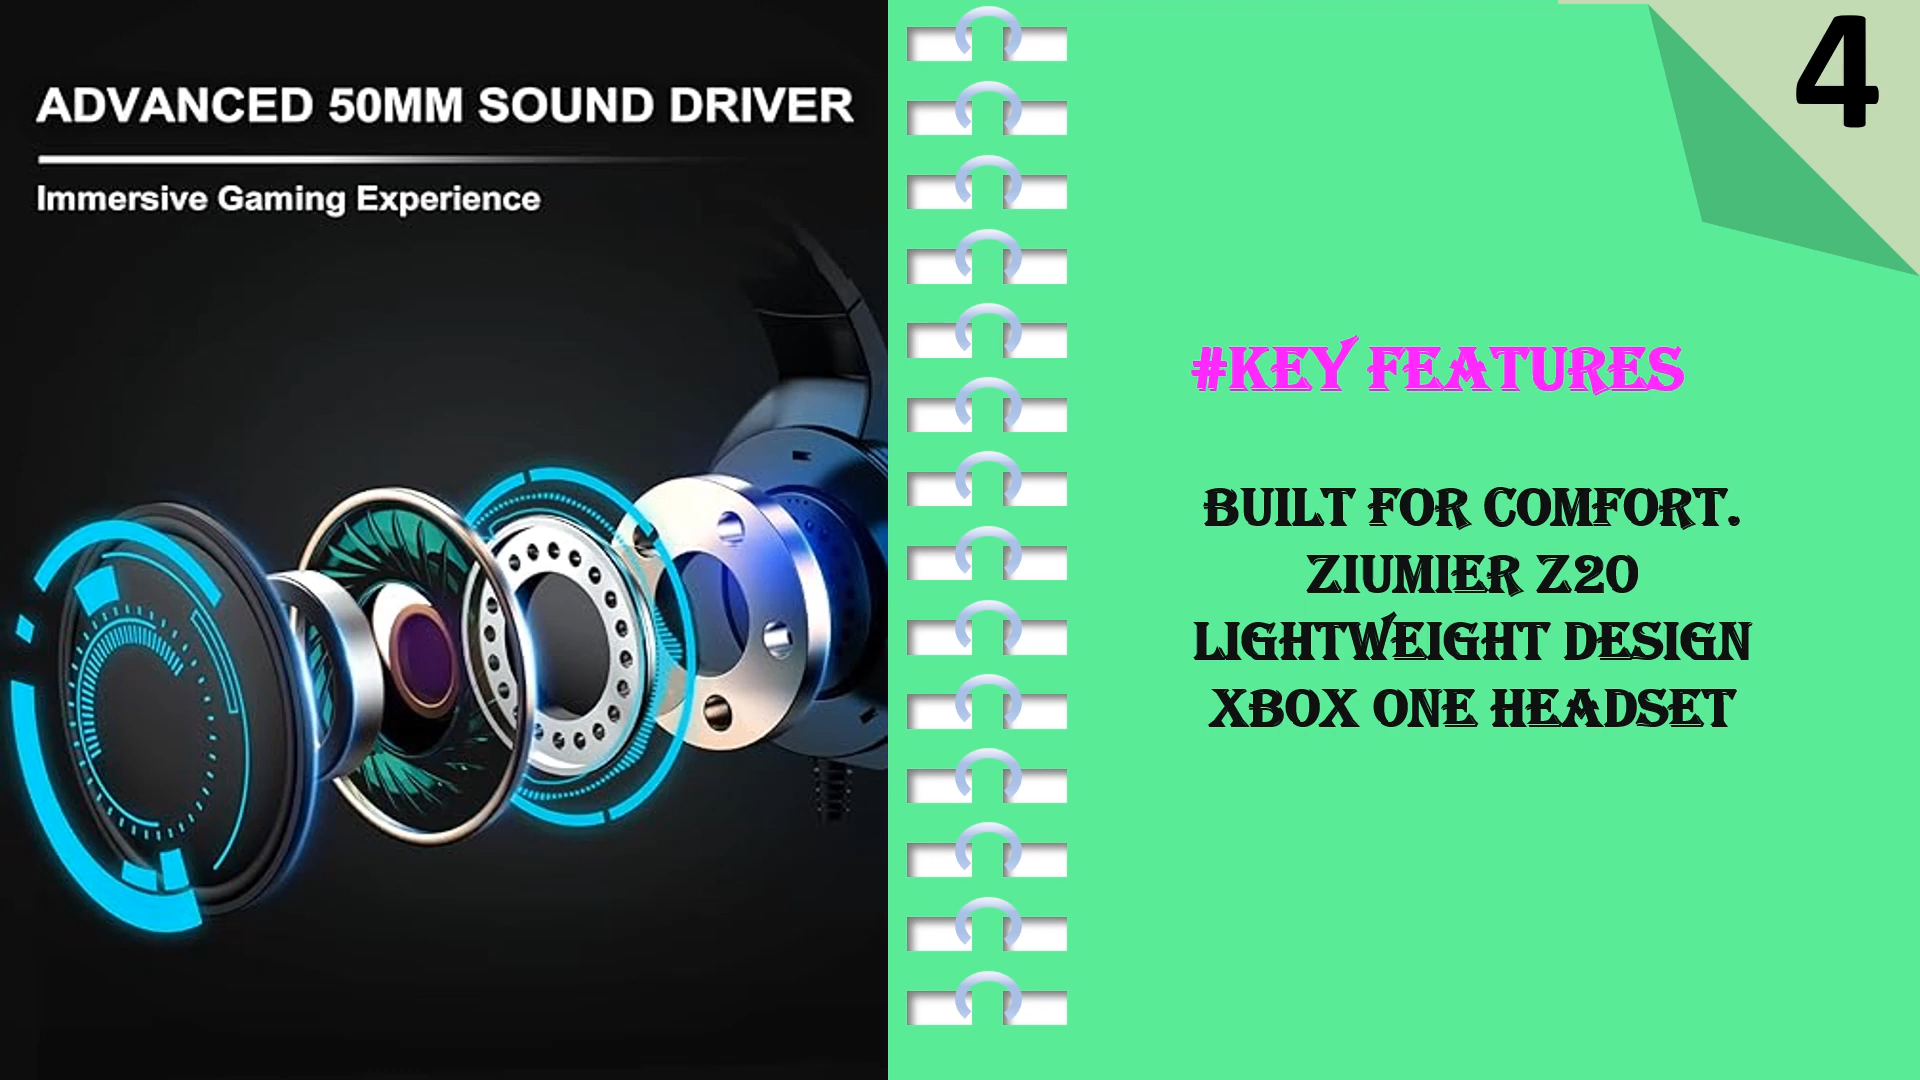 ADVANCED 50MM SOUND DRIVER
Immersive Gaming Experience
4
#KEY FEATURES
BUILT FOR COMFORT.
ZIUMIER Z20
LIGHTWEIGHT DESIGN
XBOX ONE HEADSET